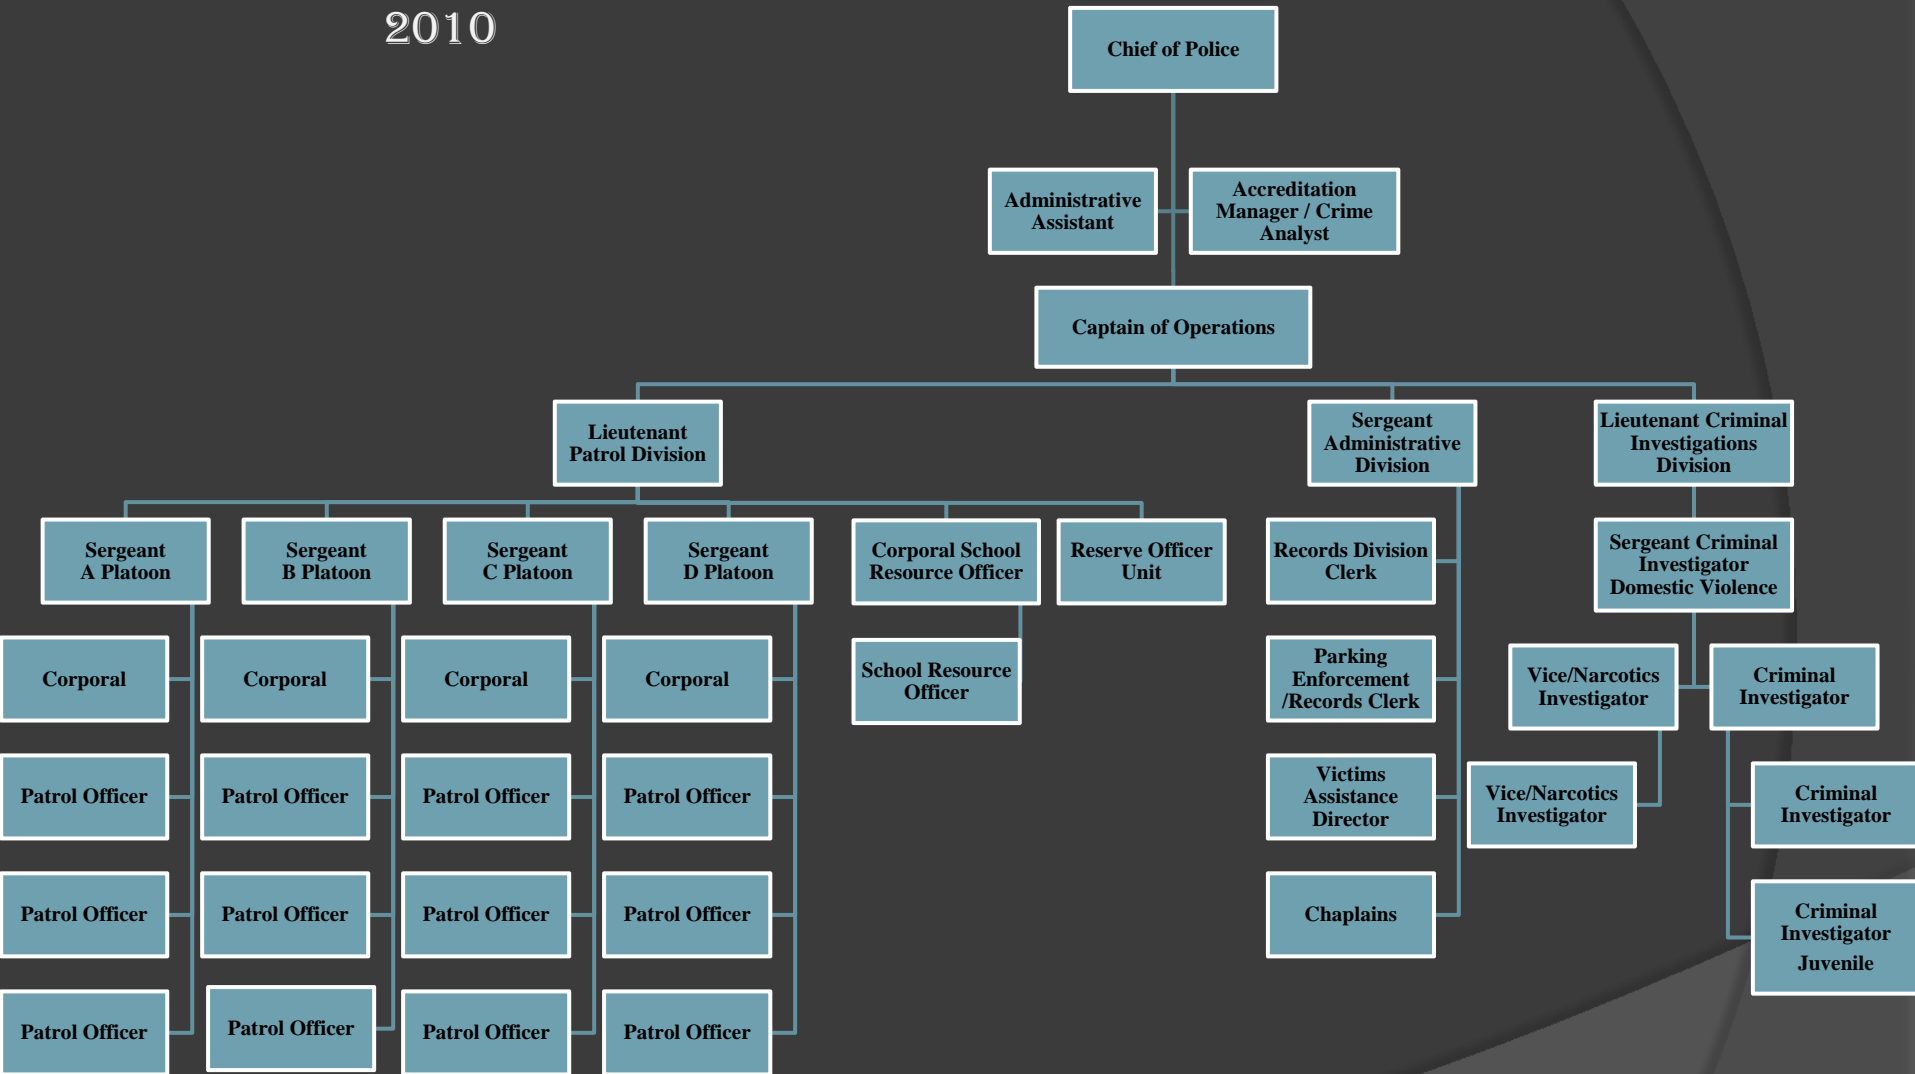 2010
Chief of Police
Administrative
Assistant
Accreditation
Manager / Crime
Analyst
Captain of Operations
Lieutenant
Patrol Division
Sergeant
Administrative
Division
Lieutenant Criminal
Investigations
Division
Sergeant
A Platoon
Sergeant
B Platoon
Sergeant
C Platoon
Sergeant
D Platoon
Corporal School
Resource Officer
Reserve Officer
Unit
Records Division
Clerk
Sergeant Criminal
Investigator
Domestic Violence
Corporal
Corporal
Corporal
Corporal
School Resource
Officer
Parking
Enforcement
/Records Clerk
Vice/Narcotics
Investigator
Criminal
Investigator
Patrol Officer
Patrol Officer
Patrol Officer
Patrol Officer
Victims
Assistance
Director
Vice/Narcotics
Investigator
Criminal
Investigator
Patrol Officer
Patrol Officer
Patrol Officer
Patrol Officer
Chaplains
Criminal
Investigator
Juvenile
Patrol Officer
Patrol Officer
Patrol Officer
Patrol Officer